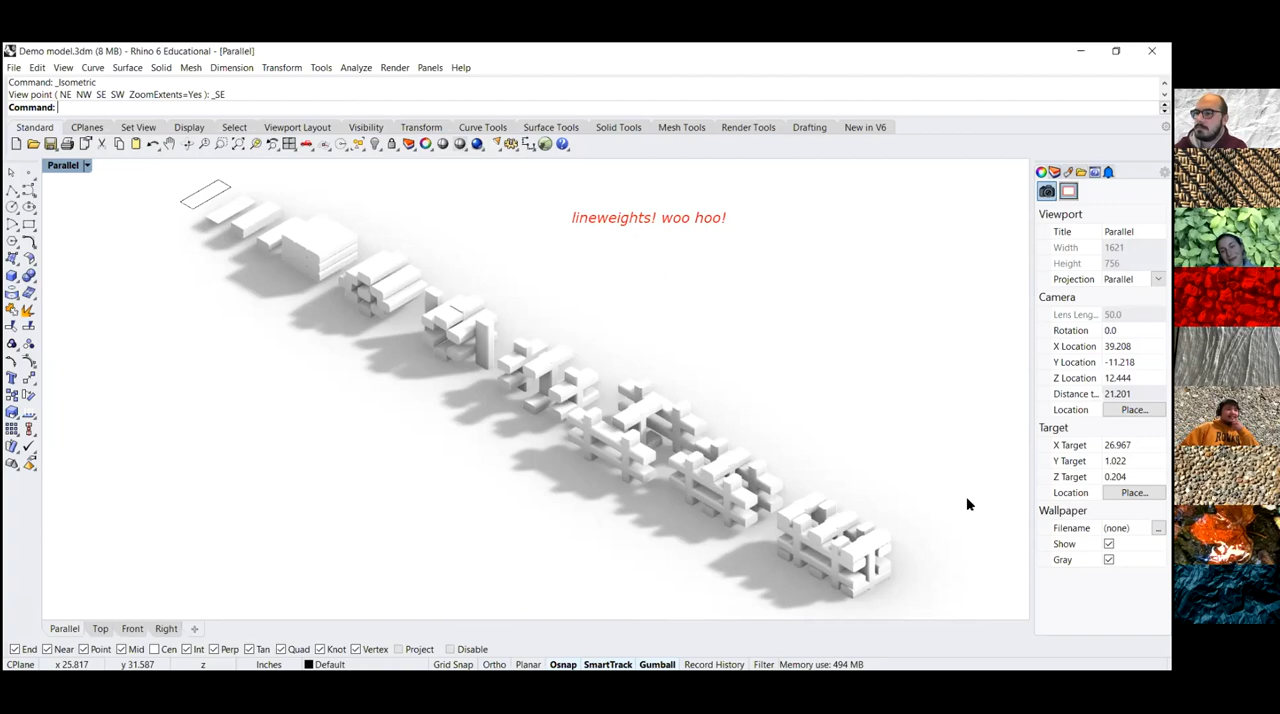 Demo model.3dm (8 MB) - Rhino 6 Educational - [Parallel]
File Edit View Curve Surface Solid Mesh Dimension Transform Tools Analyze Render Panels Help
Command: _Isometric
View point ( NE NW SE SW ZoomExtents=Yes ): _SE
Command:
Standard CPlanes Set View Display Select Viewport Layout Visibility Transform Curve Tools Surface Tools Solid Tools Mesh Tools Render Tools Drafting New in V6
Parallel
lineweights! woo hoo!
Viewport
Title Parallel
Width 1621
Height 756
Projection Parallel
Camera
Lens Leng... 50.0
Rotation 0.0
X Location 39.208
Y Location -11.218
Z Location 12.444
Distance t... 21.201
Location Place...
Target
X Target 26.967
Y Target 1.022
Z Target 0.204
Location Place...
Wallpaper
Filename (none) ...
Show
Gray
Parallel Top Front Right
End Near Point Mid Cen Int Perp Tan Quad Knot Vertex Project Disable
CPlane x 25.817 y 31.587 z Inches Default Grid Snap Ortho Planar Osnap SmartTrack Gumball Record History Filter Memory use: 494 MB